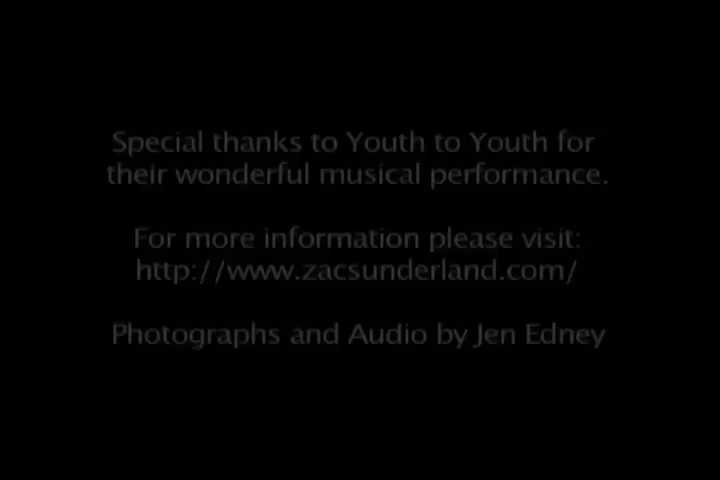 Special thanks to Youth to Youth for
their wonderful musical performance.
For more information please visit:
http://www.zacsunderland.com/
Photographs and Audio by Jen Edney